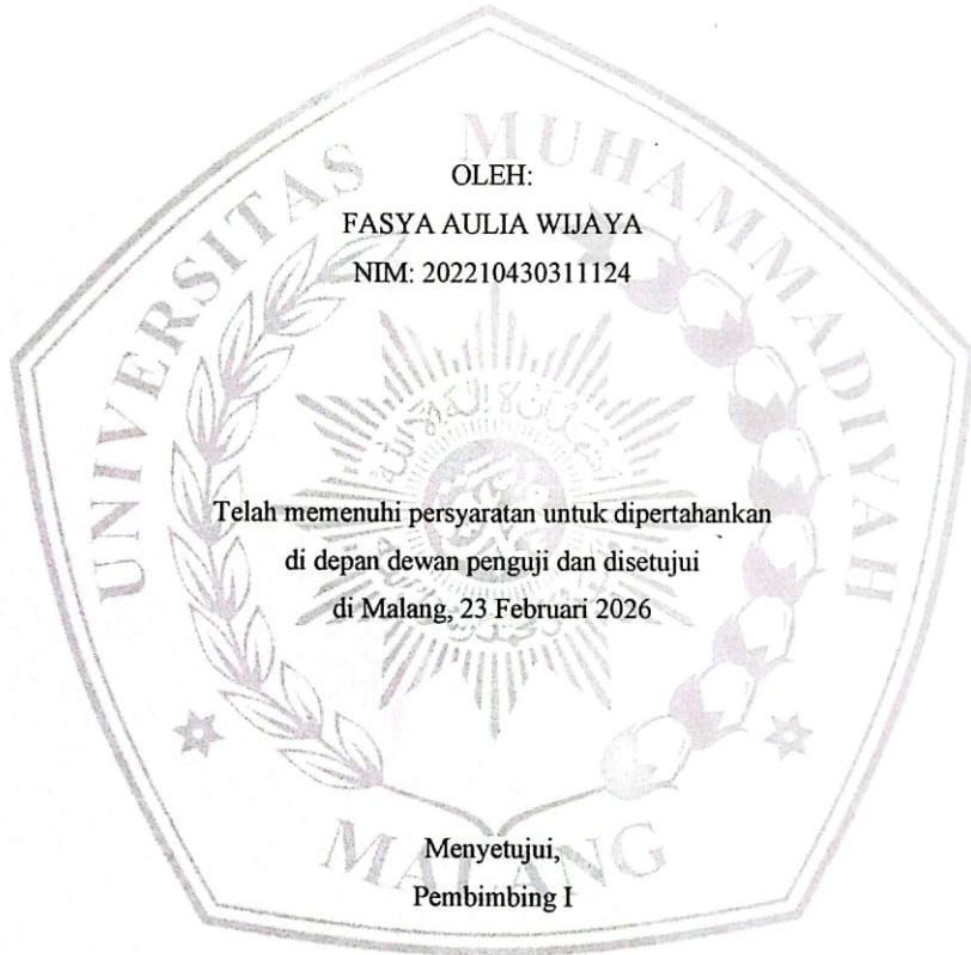 UNIVERSITAS MUHAMMADIYAH
OLEH:
FASYA AULIA WIJAYA
NIM: 202210430311124
Telah memenuhi persyaratan untuk dipertahankan
di depan dewan penguji dan disetujui
di Malang, 23 Februari 2026
MALANG
Menyetujui,
Pembimbing I